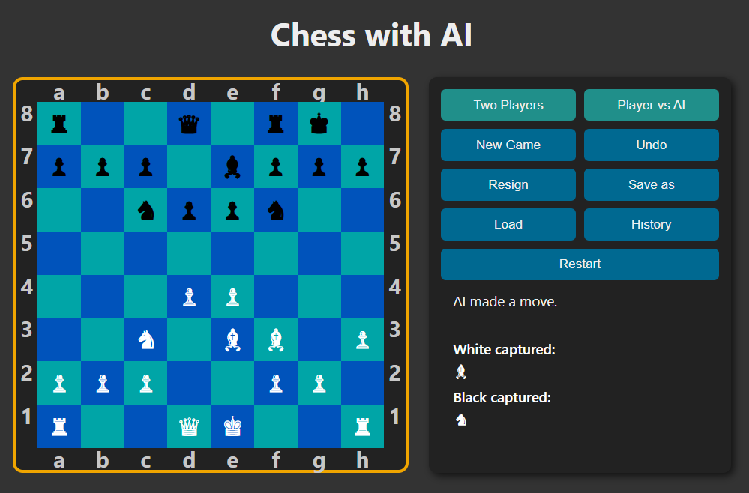 Chess with AI
a b c d e f g h
8 8
7 7
6 6
5 5
4 4
3 3
2 2
1 1
a b c d e f g h
Two Players
Player vs AI
New Game
Undo
Resign
Save as
Load
History
Restart
AI made a move.
White captured:
Black captured: